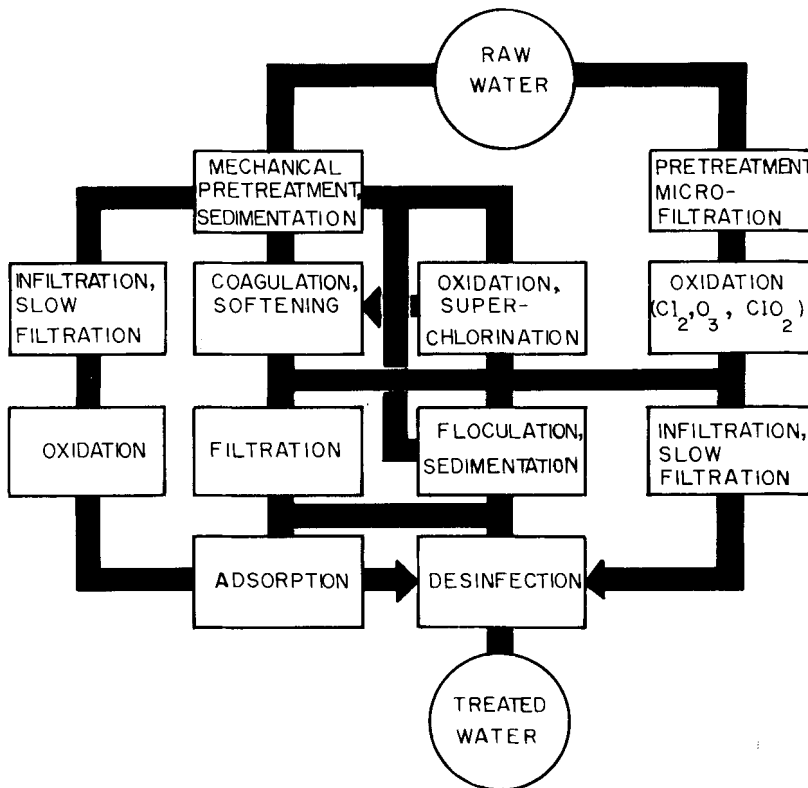 RAW
WATER
MECHANICAL
PRETREATMENT,
SEDIMENTATION
PRETREATMENT
MICRO-
FILTRATION
INFILTRATION,
SLOW
FILTRATION
COAGULATION,
SOFTENING
OXIDATION,
SUPER-
CHLORINATION
OXIDATION
(Cl₂,O₃, ClO₂)
OXIDATION
FILTRATION
FLOCULATION,
SEDIMENTATION
INFILTRATION,
SLOW
FILTRATION
ADSORPTION
DESINFECTION
TREATED
WATER